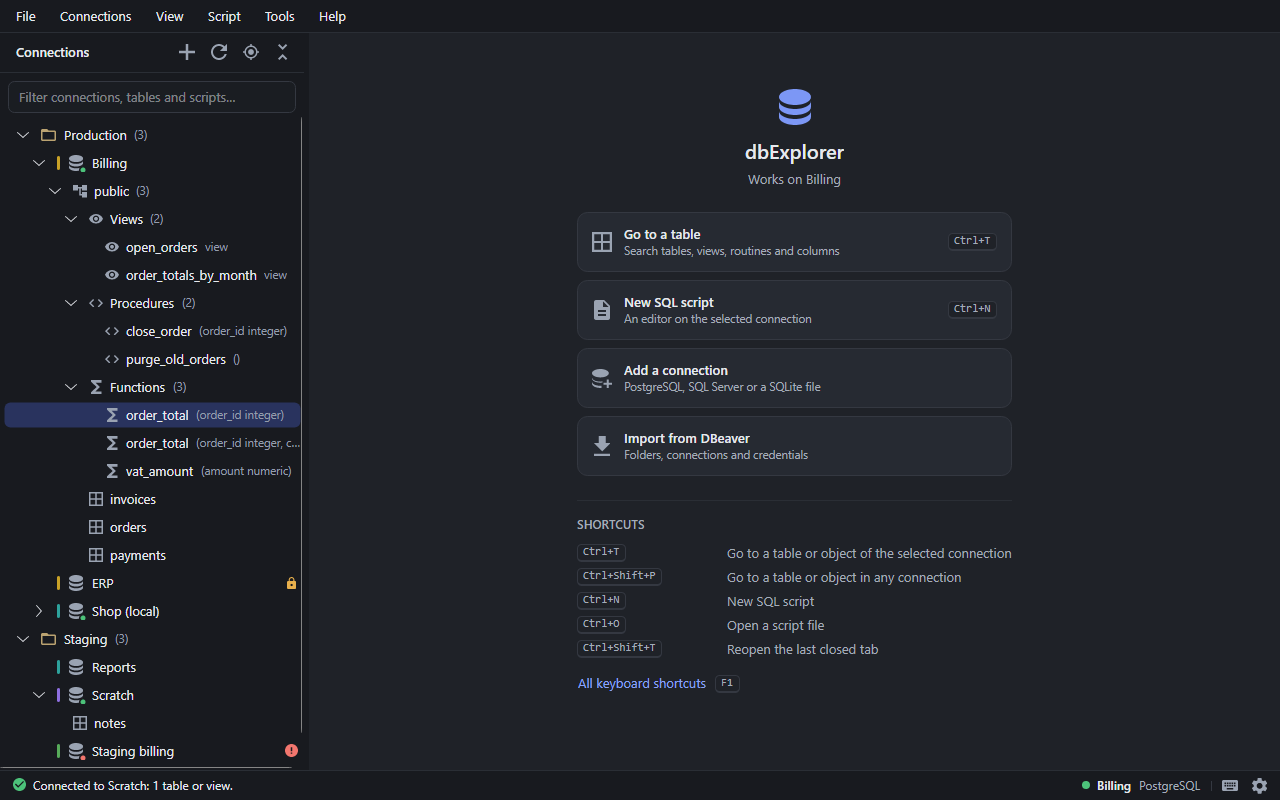 File Connections View Script Tools Help
Connections
Filter connections, tables and scripts...
Production (3)
Billing
public (3)
Views (2)
open_orders view
order_totals_by_month view
Procedures (2)
close_order (order_id integer)
purge_old_orders ()
Functions (3)
order_total (order_id integer)
order_total (order_id integer, c...
vat_amount (amount numeric)
invoices
orders
payments
ERP
Shop (local)
Staging (3)
Reports
Scratch
notes
Staging billing
dbExplorer
Works on Billing
Go to a table
Search tables, views, routines and columns
Ctrl+T
New SQL script
An editor on the selected connection
Ctrl+N
Add a connection
PostgreSQL, SQL Server or a SQLite file
Import from DBeaver
Folders, connections and credentials
SHORTCUTS
Ctrl+T Go to a table or object of the selected connection
Ctrl+Shift+P Go to a table or object in any connection
Ctrl+N New SQL script
Ctrl+O Open a script file
Ctrl+Shift+T Reopen the last closed tab
All keyboard shortcuts F1
Connected to Scratch: 1 table or view.
Billing PostgreSQL